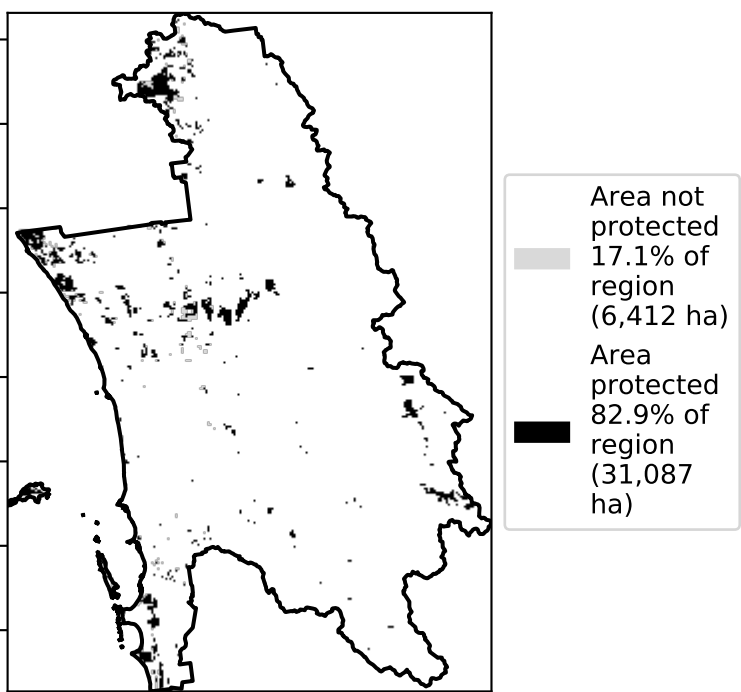 Area not
protected
17.1% of
region
(6,412 ha)
Area
protected
82.9% of
region
(31,087
ha)